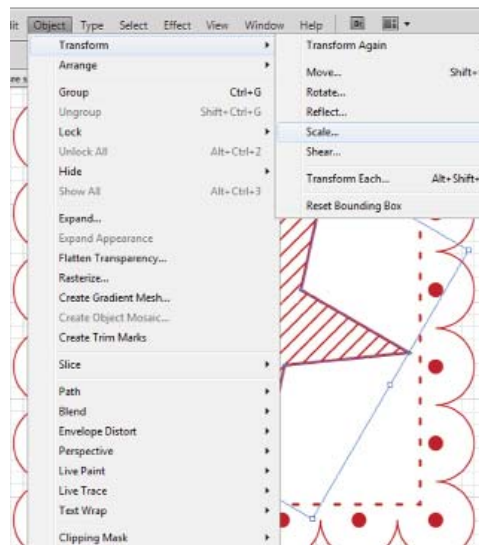 Object Type Select Effect View Window Help Br
Transform
Arrange
Group Ctrl+G
Ungroup Shift+Ctrl+G
Lock
Unlock All Alt+Ctrl+2
Hide
Show All Alt+Ctrl+3
Expand...
Expand Appearance
Flatten Transparency...
Rasterize...
Create Gradient Mesh...
Create Object Mosaic...
Create Trim Marks
Slice
Path
Blend
Envelope Distort
Perspective
Live Paint
Live Trace
Text Wrap
Clipping Mask
Transform Again
Move... Shift+
Rotate...
Reflect...
Scale...
Shear...
Transform Each... Alt+Shift+
Reset Bounding Box